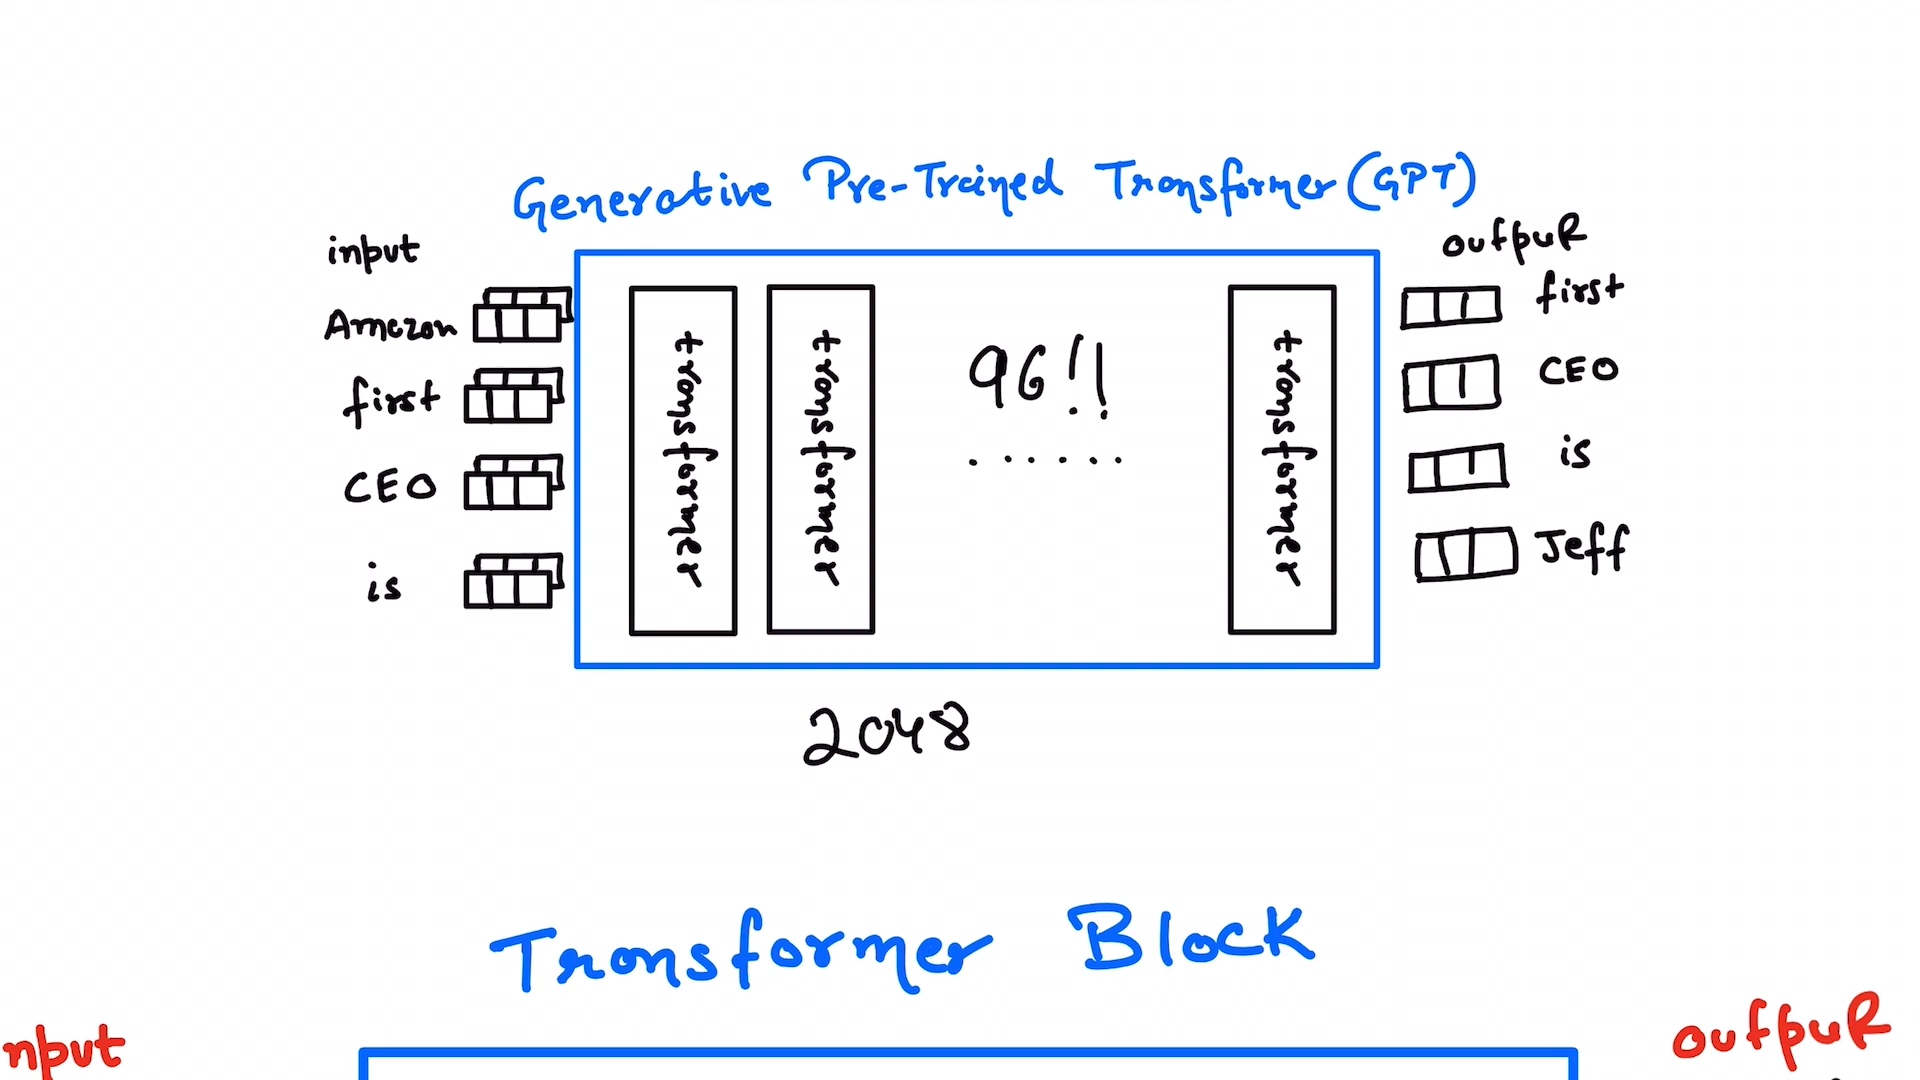 Generative Pre-Trained Transformer (GPT)
input
output
Amazon
first
CEO
is
transformer
transformer
96!!
......
transformer
first
CEO
is
Jeff
2048
Transformer Block
nput
output